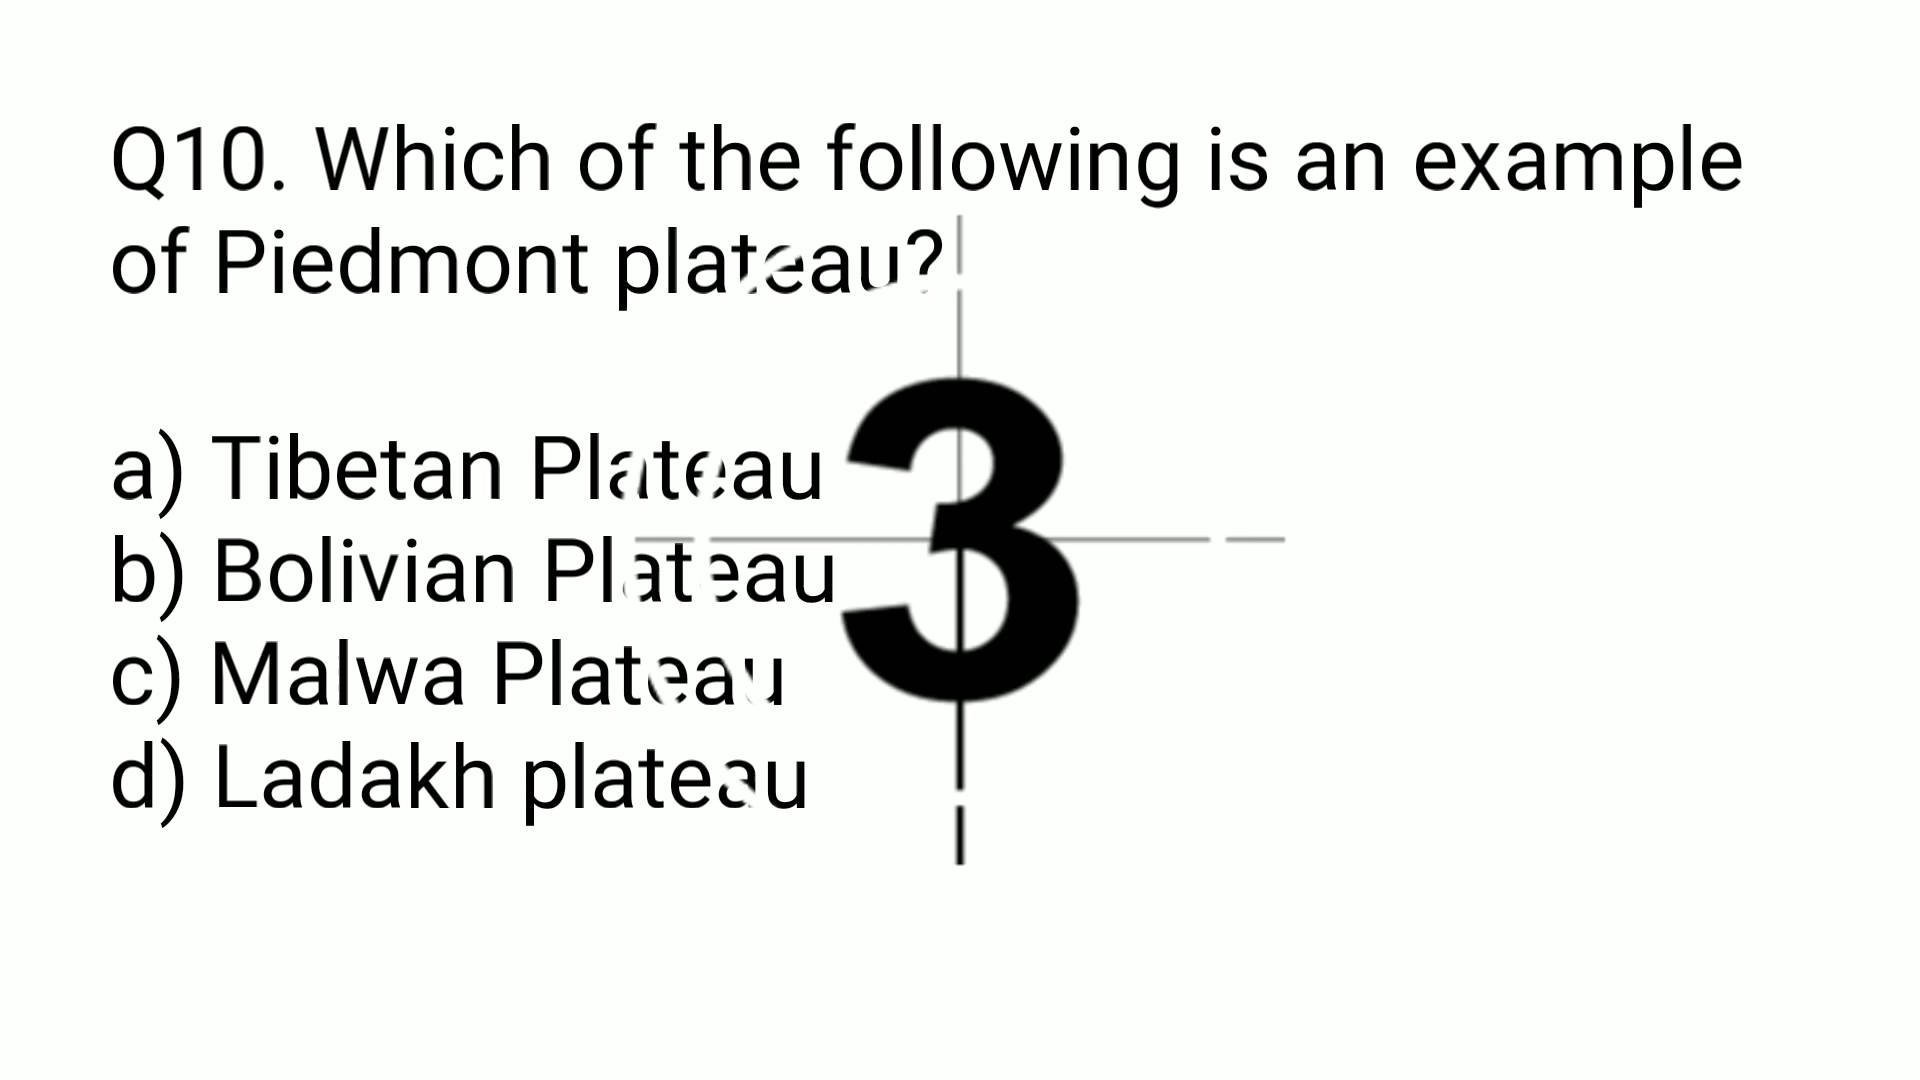 Q10. Which of the following is an example
of Piedmont plateau?
a) Tibetan Plateau
b) Bolivian Plateau
c) Malwa Plateau
d) Ladakh plateau
3